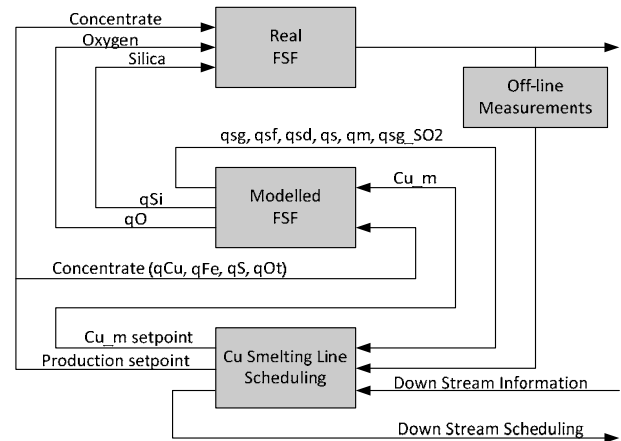 Concentrate
Oxygen
Silica
Real
FSF
Off-line
Measurements
qsg, qsf, qsd, qs, qm, qsg_SO2
Cu_m
Modelled
FSF
qSi
qO
Concentrate (qCu, qFe, qS, qOt)
Cu_m setpoint
Production setpoint
Cu Smelting Line
Scheduling
Down Stream Information
Down Stream Scheduling